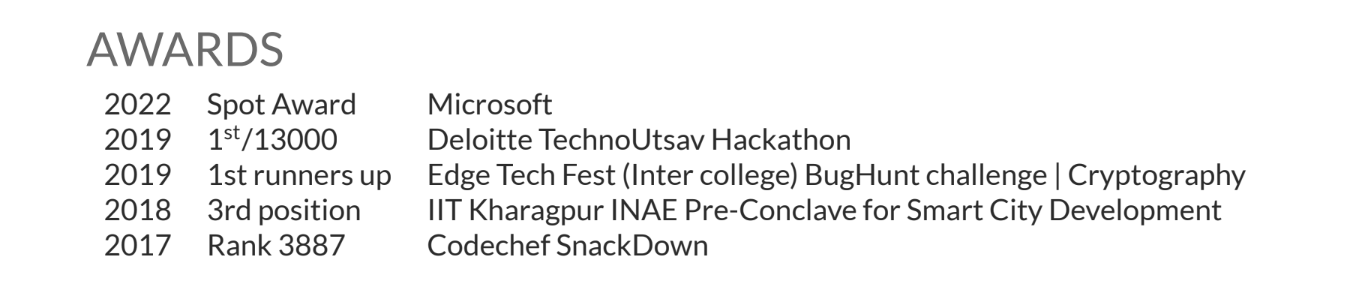 AWARDS
2022 Spot Award Microsoft
2019 1st/13000 Deloitte TechnoUtsav Hackathon
2019 1st runners up Edge Tech Fest (Inter college) BugHunt challenge | Cryptography
2018 3rd position IIT Kharagpur INAE Pre-Conclave for Smart City Development
2017 Rank 3887 Codechef SnackDown